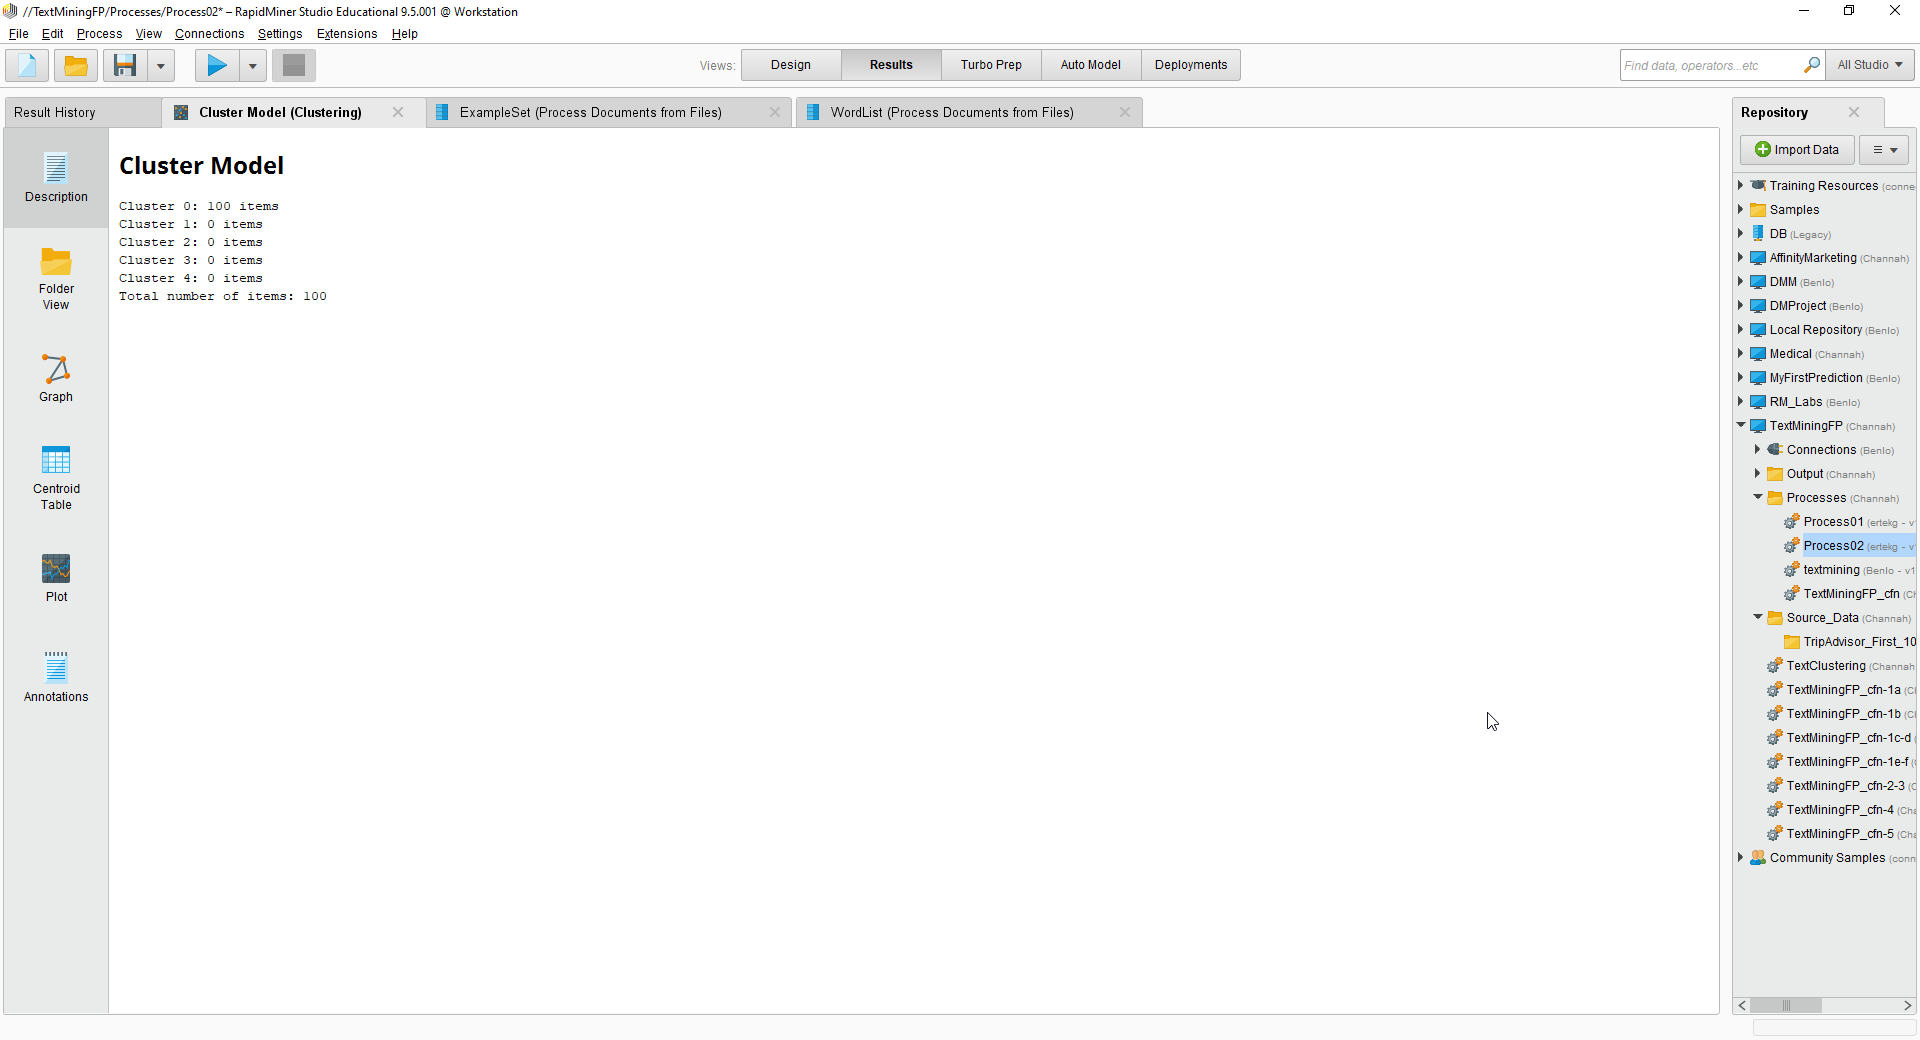 //TextMiningFP/Processes/Process02* – RapidMiner Studio Educational 9.5.001 @ Workstation
File Edit Process View Connections Settings Extensions Help
Views: Design Results Turbo Prep Auto Model Deployments
Find data, operators...etc All Studio
Result History
Cluster Model (Clustering)
ExampleSet (Process Documents from Files)
WordList (Process Documents from Files)
Description
Folder
View
Graph
Centroid
Table
Plot
Annotations
Cluster Model
Cluster 0: 100 items
Cluster 1: 0 items
Cluster 2: 0 items
Cluster 3: 0 items
Cluster 4: 0 items
Total number of items: 100
Repository
Import Data
Training Resources (conne
Samples
DB (Legacy)
AffinityMarketing (Channah)
DMM (Benlo)
DMProject (Benlo)
Local Repository (Benlo)
Medical (Channah)
MyFirstPrediction (Benlo)
RM_Labs (Benlo)
TextMiningFP (Channah)
Connections (Benlo)
Output (Channah)
Processes (Channah)
Process01 (ertekg - v
Process02 (ertekg - v
textmining (Benlo - v1
TextMiningFP_cfn (C
Source_Data (Channah)
TripAdvisor_First_10
TextClustering (Channah
TextMiningFP_cfn-1a (C
TextMiningFP_cfn-1b (C
TextMiningFP_cfn-1c-d
TextMiningFP_cfn-1e-f (
TextMiningFP_cfn-2-3 (C
TextMiningFP_cfn-4 (Cha
TextMiningFP_cfn-5 (Cha
Community Samples (conn